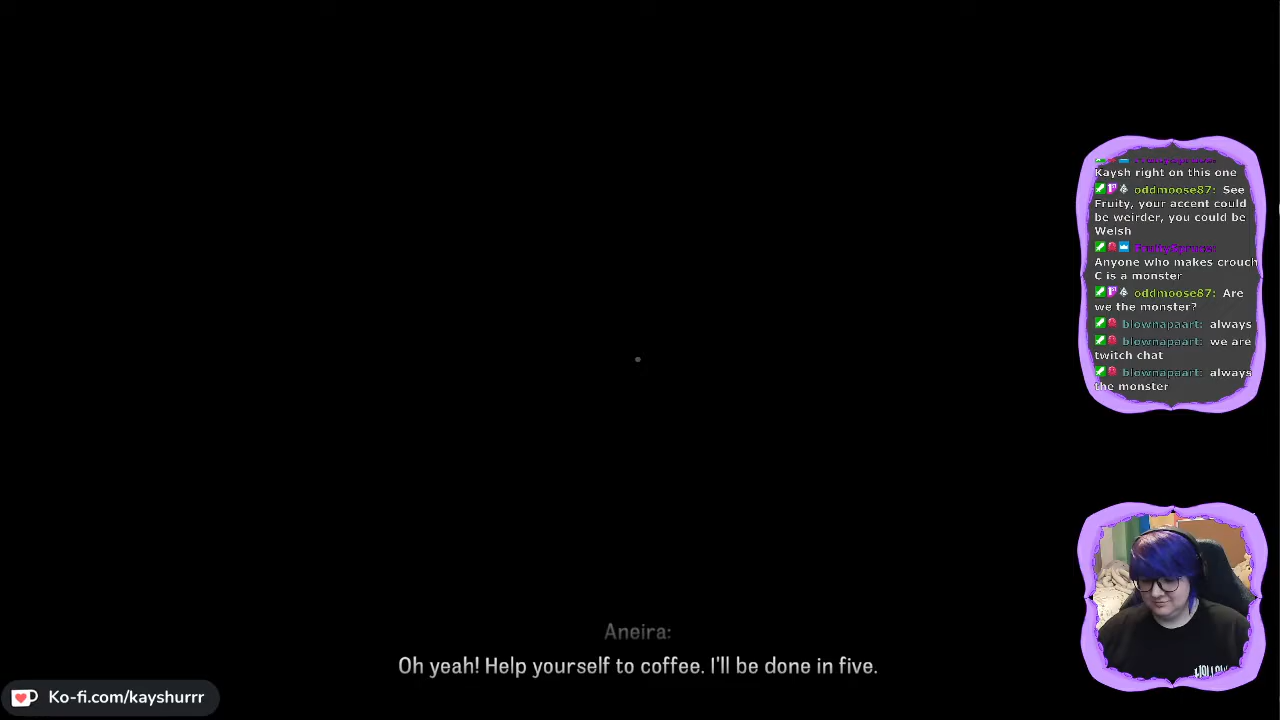 Kaysh right on this one
oddmoose87: See
Fruity, your accent could
be weirder, you could be
Welsh
Anyone who makes crouch
C is a monster
oddmoose87: Are
we the monster?
blownapaart: always
blownapaart: we are
twitch chat
blownapaart: always
the monster
Aneira:
Oh yeah! Help yourself to coffee. I'll be done in five.
Ko-fi.com/kayshurrr